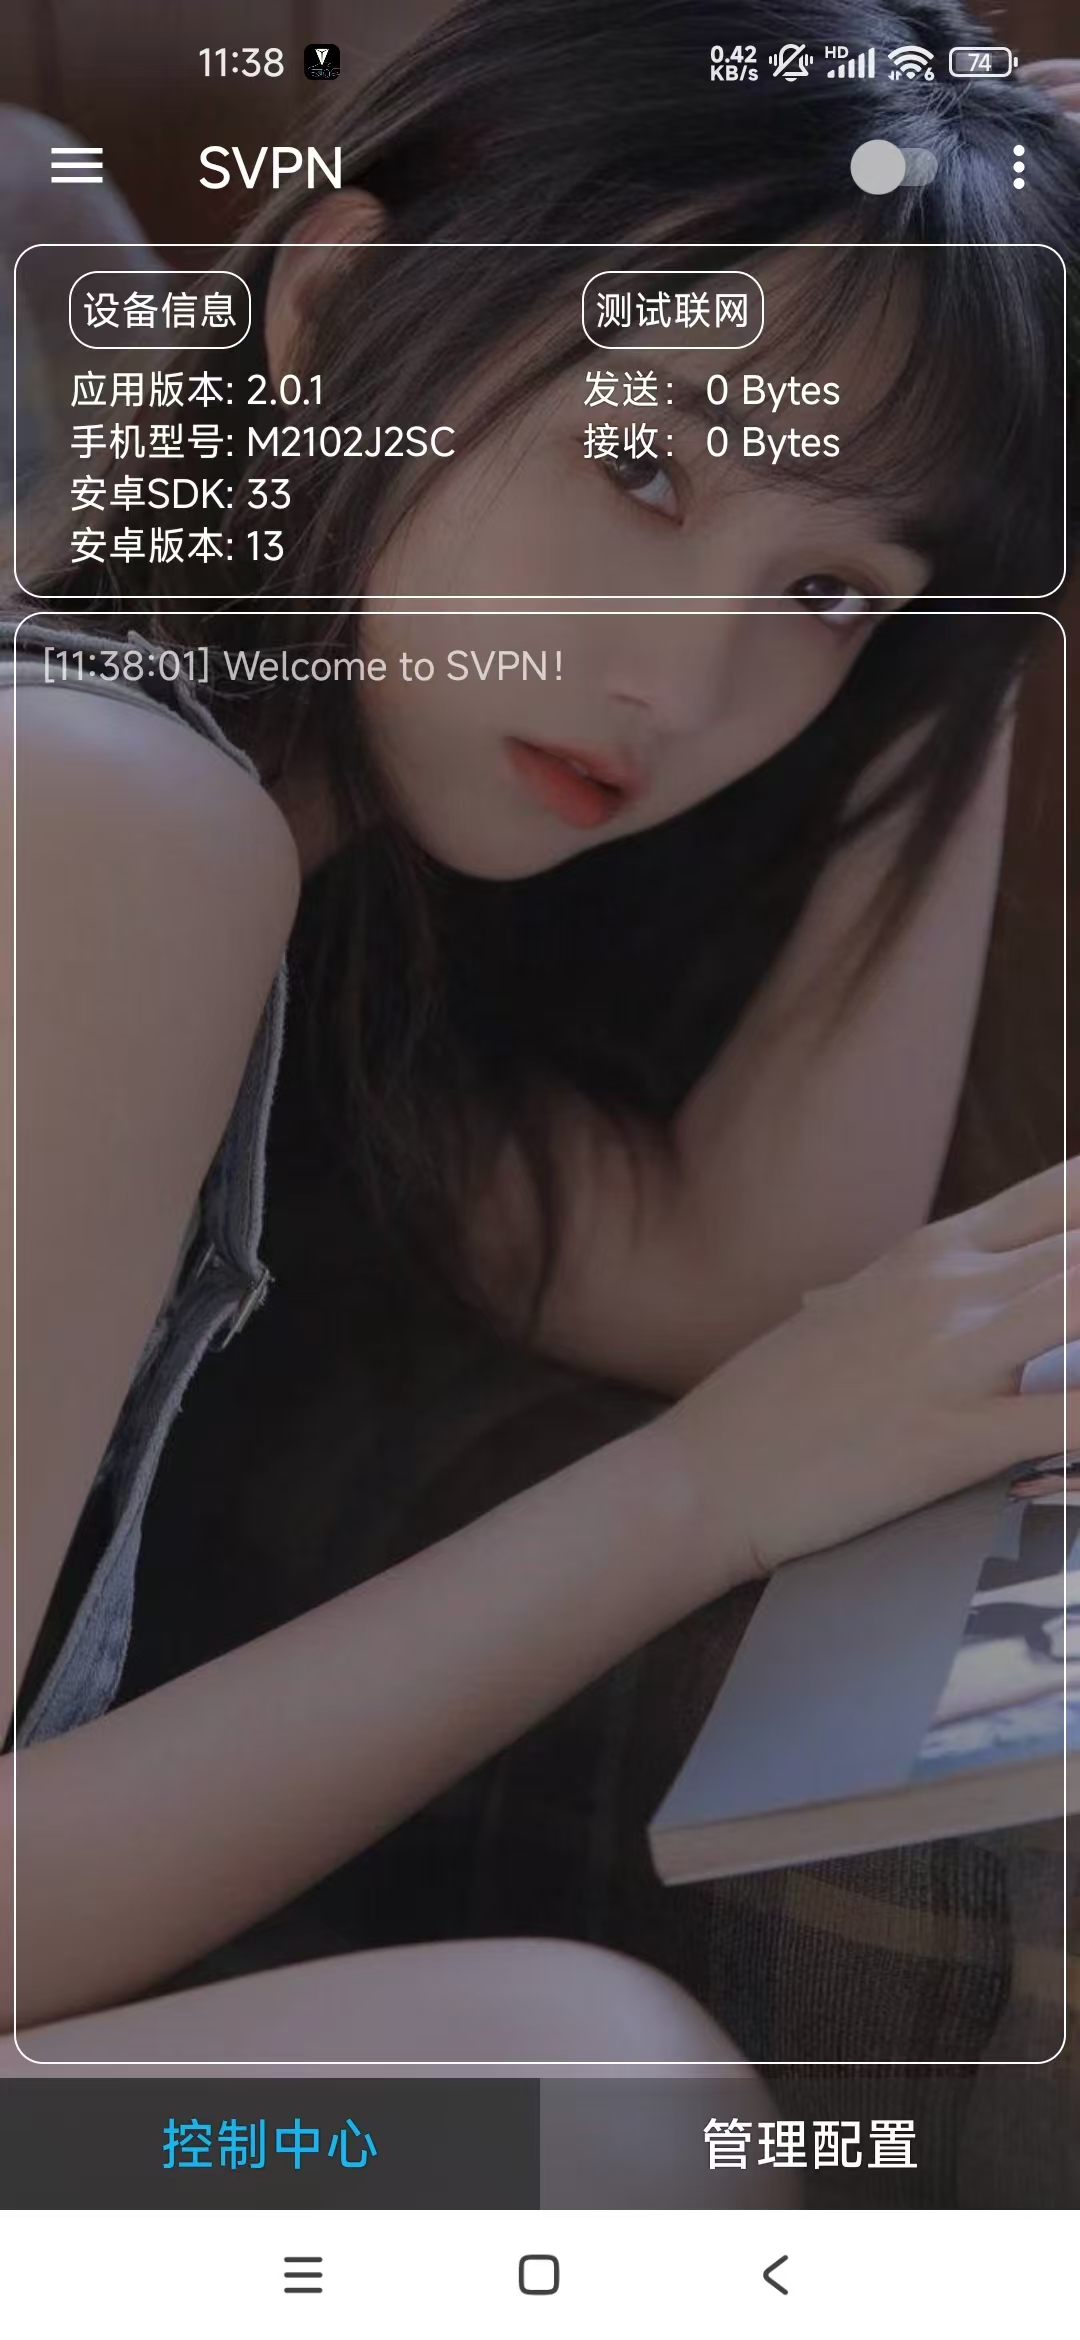 11:38
0.42
KB/s
HD
6
74
SVPN
设备信息
应用版本: 2.0.1
手机型号: M2102J2SC
安卓SDK: 33
安卓版本: 13
测试联网
发送： 0 Bytes
接收： 0 Bytes
[11:38:01] Welcome to SVPN!
控制中心
管理配置